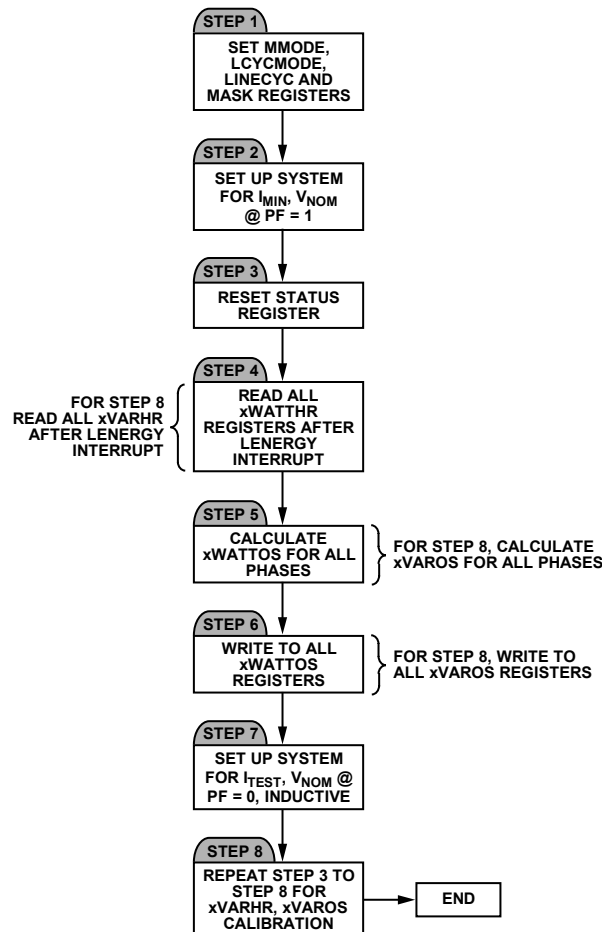 STEP 1
SET MMODE,
LCYCMODE,
LINECYC AND
MASK REGISTERS
STEP 2
SET UP SYSTEM
FOR IMIN, VNOM
@ PF = 1
STEP 3
RESET STATUS
REGISTER
STEP 4
READ ALL
xWATTHR
REGISTERS AFTER
LENERGY
INTERRUPT
FOR STEP 8
READ ALL xVARHR
AFTER LENERGY
INTERRUPT
STEP 5
CALCULATE
xWATTOS FOR ALL
PHASES
FOR STEP 8, CALCULATE
xVAROS FOR ALL PHASES
STEP 6
WRITE TO ALL
xWATTOS
REGISTERS
FOR STEP 8, WRITE TO
ALL xVAROS REGISTERS
STEP 7
SET UP SYSTEM
FOR ITEST, VNOM @
PF = 0, INDUCTIVE
STEP 8
REPEAT STEP 3 TO
STEP 8 FOR
xVARHR, xVAROS
CALIBRATION
END